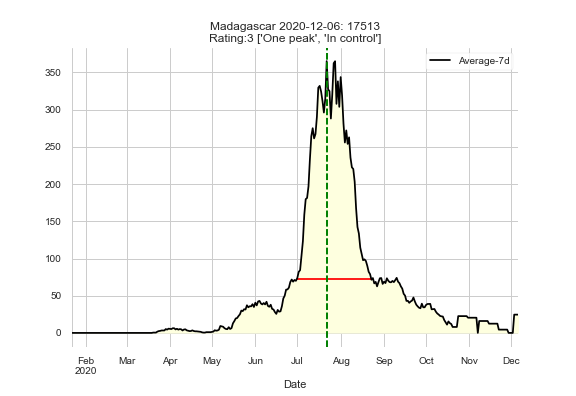 Madagascar 2020-12-06: 17513
Rating:3 ['One peak', 'In control']
Average-7d
350
300
250
200
150
100
50
0
Feb Mar Apr May Jun Jul Aug Sep Oct Nov Dec
2020
Date